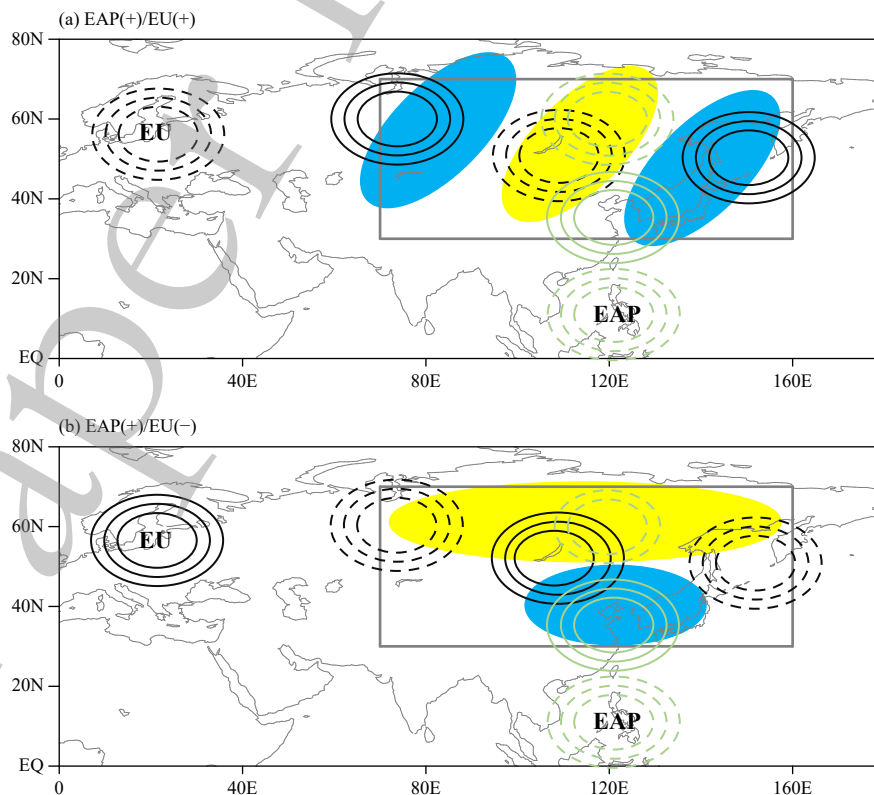 (a) EAP(+)/EU(+)
80N
60N
EU
40N
20N
EAP
EQ
0 40E 80E 120E 160E
(b) EAP(+)/EU(−)
80N
60N
EU
40N
20N
EAP
EQ
0 40E 80E 120E 160E